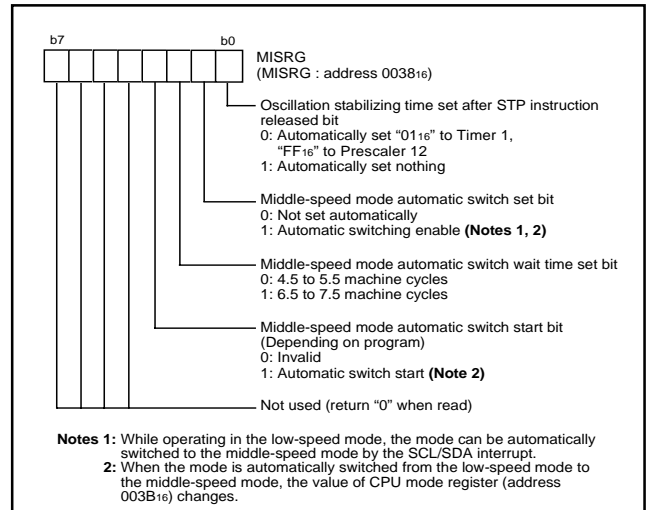 b7 b0
MISRG
(MISRG : address 003816)
Oscillation stabilizing time set after STP instruction
released bit
0: Automatically set “0116” to Timer 1,
“FF16” to Prescaler 12
1: Automatically set nothing
Middle-speed mode automatic switch set bit
0: Not set automatically
1: Automatic switching enable (Notes 1, 2)
Middle-speed mode automatic switch wait time set bit
0: 4.5 to 5.5 machine cycles
1: 6.5 to 7.5 machine cycles
Middle-speed mode automatic switch start bit
(Depending on program)
0: Invalid
1: Automatic switch start (Note 2)
Not used (return “0” when read)
Notes 1: While operating in the low-speed mode, the mode can be automatically
switched to the middle-speed mode by the SCL/SDA interrupt.
2: When the mode is automatically switched from the low-speed mode to
the middle-speed mode, the value of CPU mode register (address
003B16) changes.